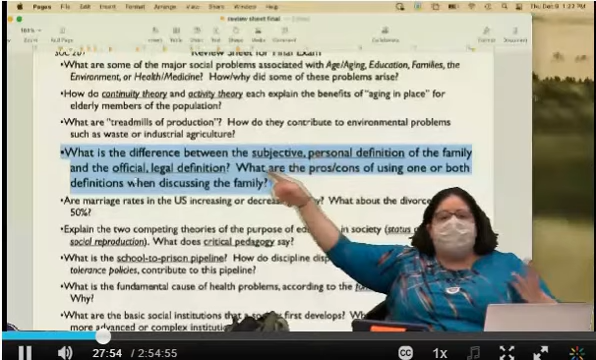 Pages File Edit Insert Format Arrange View Share Window Help
Thu Dec 9 1:22 PM
review sheet final
SOC 207 Review Sheet for Final Exam
•What are some of the major social problems associated with Age/Aging, Education, Families, the
Environment, or Health/Medicine? How/why did some of these problems arise?
•How do continuity theory and activity theory each explain the benefits of "aging in place" for
elderly members of the population?
•What are "treadmills of production"? How do they contribute to environmental problems
such as waste or industrial agriculture?
•What is the difference between the subjective, personal definition of the family
and the official, legal definition? What are the pros/cons of using one or both
definitions when discussing the family?
•Are marriage rates in the US increasing or What about the divorce
50%?
•Explain the two competing theories of the purpose of in society (status
social reproduction). What does critical pedagogy say?
•What is the school-to-prison pipeline? How do discipline
tolerance policies, contribute to this pipeline?
•What is the fundamental cause of health problems, according to the
Why?
•What are the basic social institutions that a first develops?
more advanced or complex
27:54 / 2:54:55
CC 1x